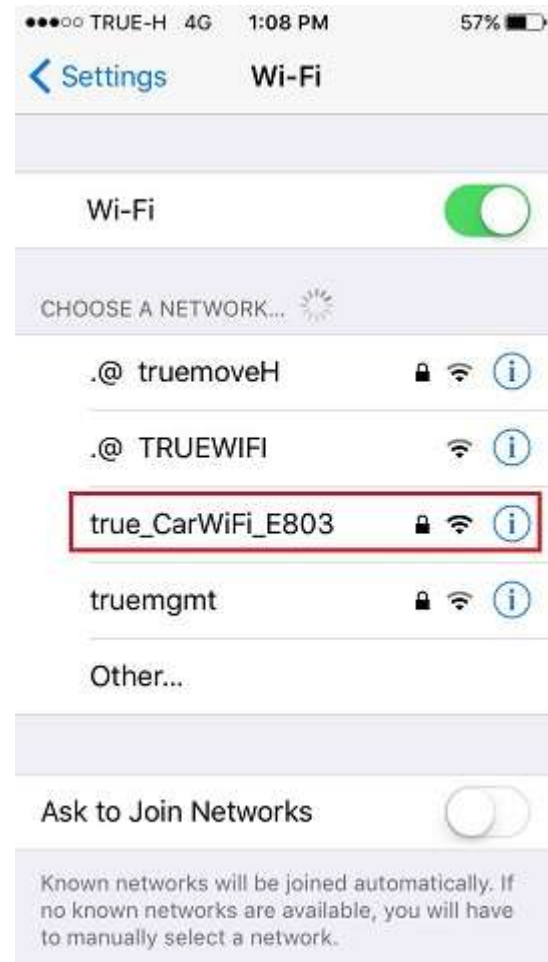 TRUE-H 4G 1:08 PM 57%
Settings Wi-Fi
Wi-Fi
CHOOSE A NETWORK...
.@ truemoveH
.@ TRUEWIFI
true_CarWiFi_E803
truemgmt
Other...
Ask to Join Networks
Known networks will be joined automatically. If
no known networks are available, you will have
to manually select a network.